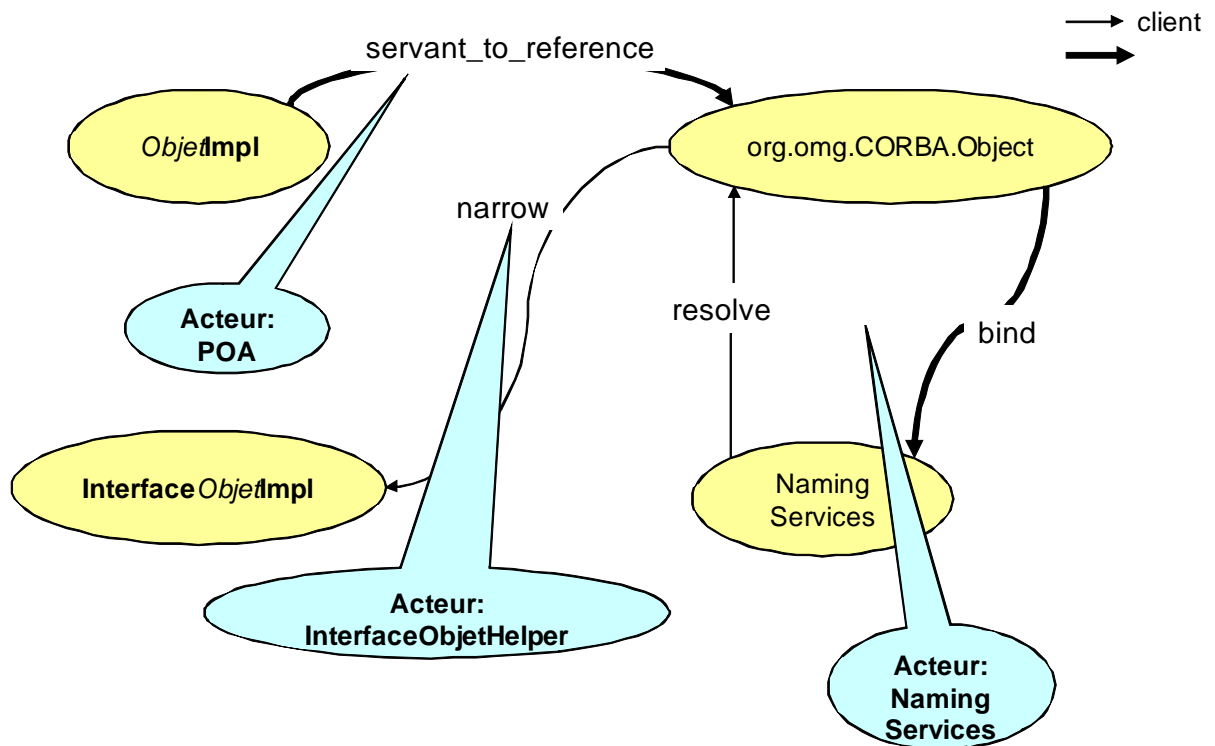 client
servant_to_reference
ObjetImpl
org.omg.CORBA.Object
narrow
resolve
bind
Acteur:
POA
InterfaceObjetImpl
Naming
Services
Acteur:
InterfaceObjetHelper
Acteur:
Naming
Services